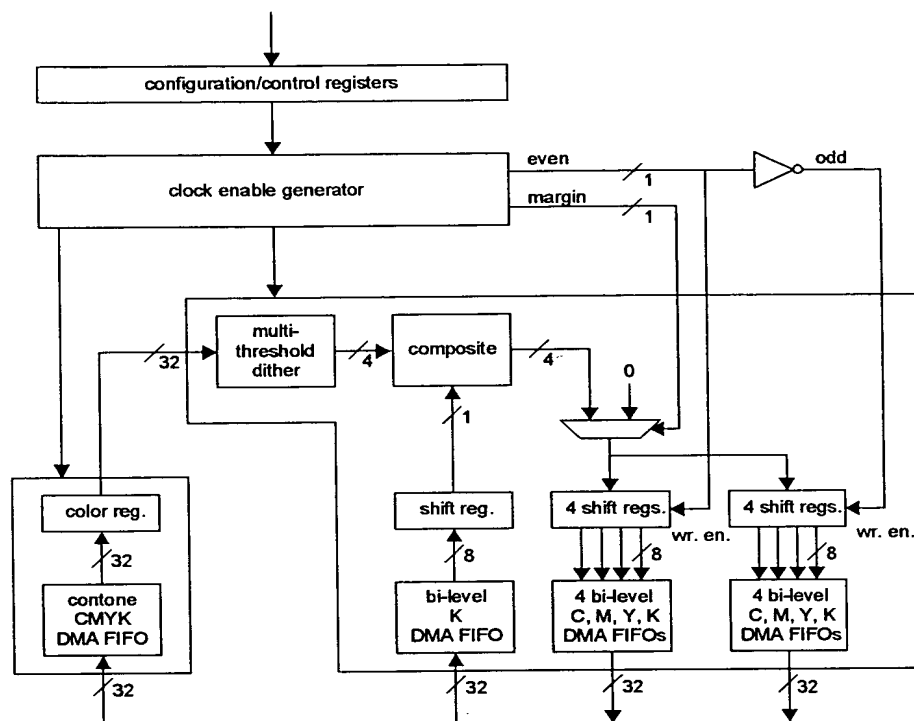 configuration/control registers
clock enable generator
even
1
margin
1
odd
multi-
threshold
dither
composite
32
4
4
0
1
color reg.
shift reg.
4 shift regs.
wr. en.
4 shift regs.
wr. en.
32
8
8
8
contone
CMYK
DMA FIFO
bi-level
K
DMA FIFO
4 bi-level
C, M, Y, K
DMA FIFOs
4 bi-level
C, M, Y, K
DMA FIFOs
32
32
32
32